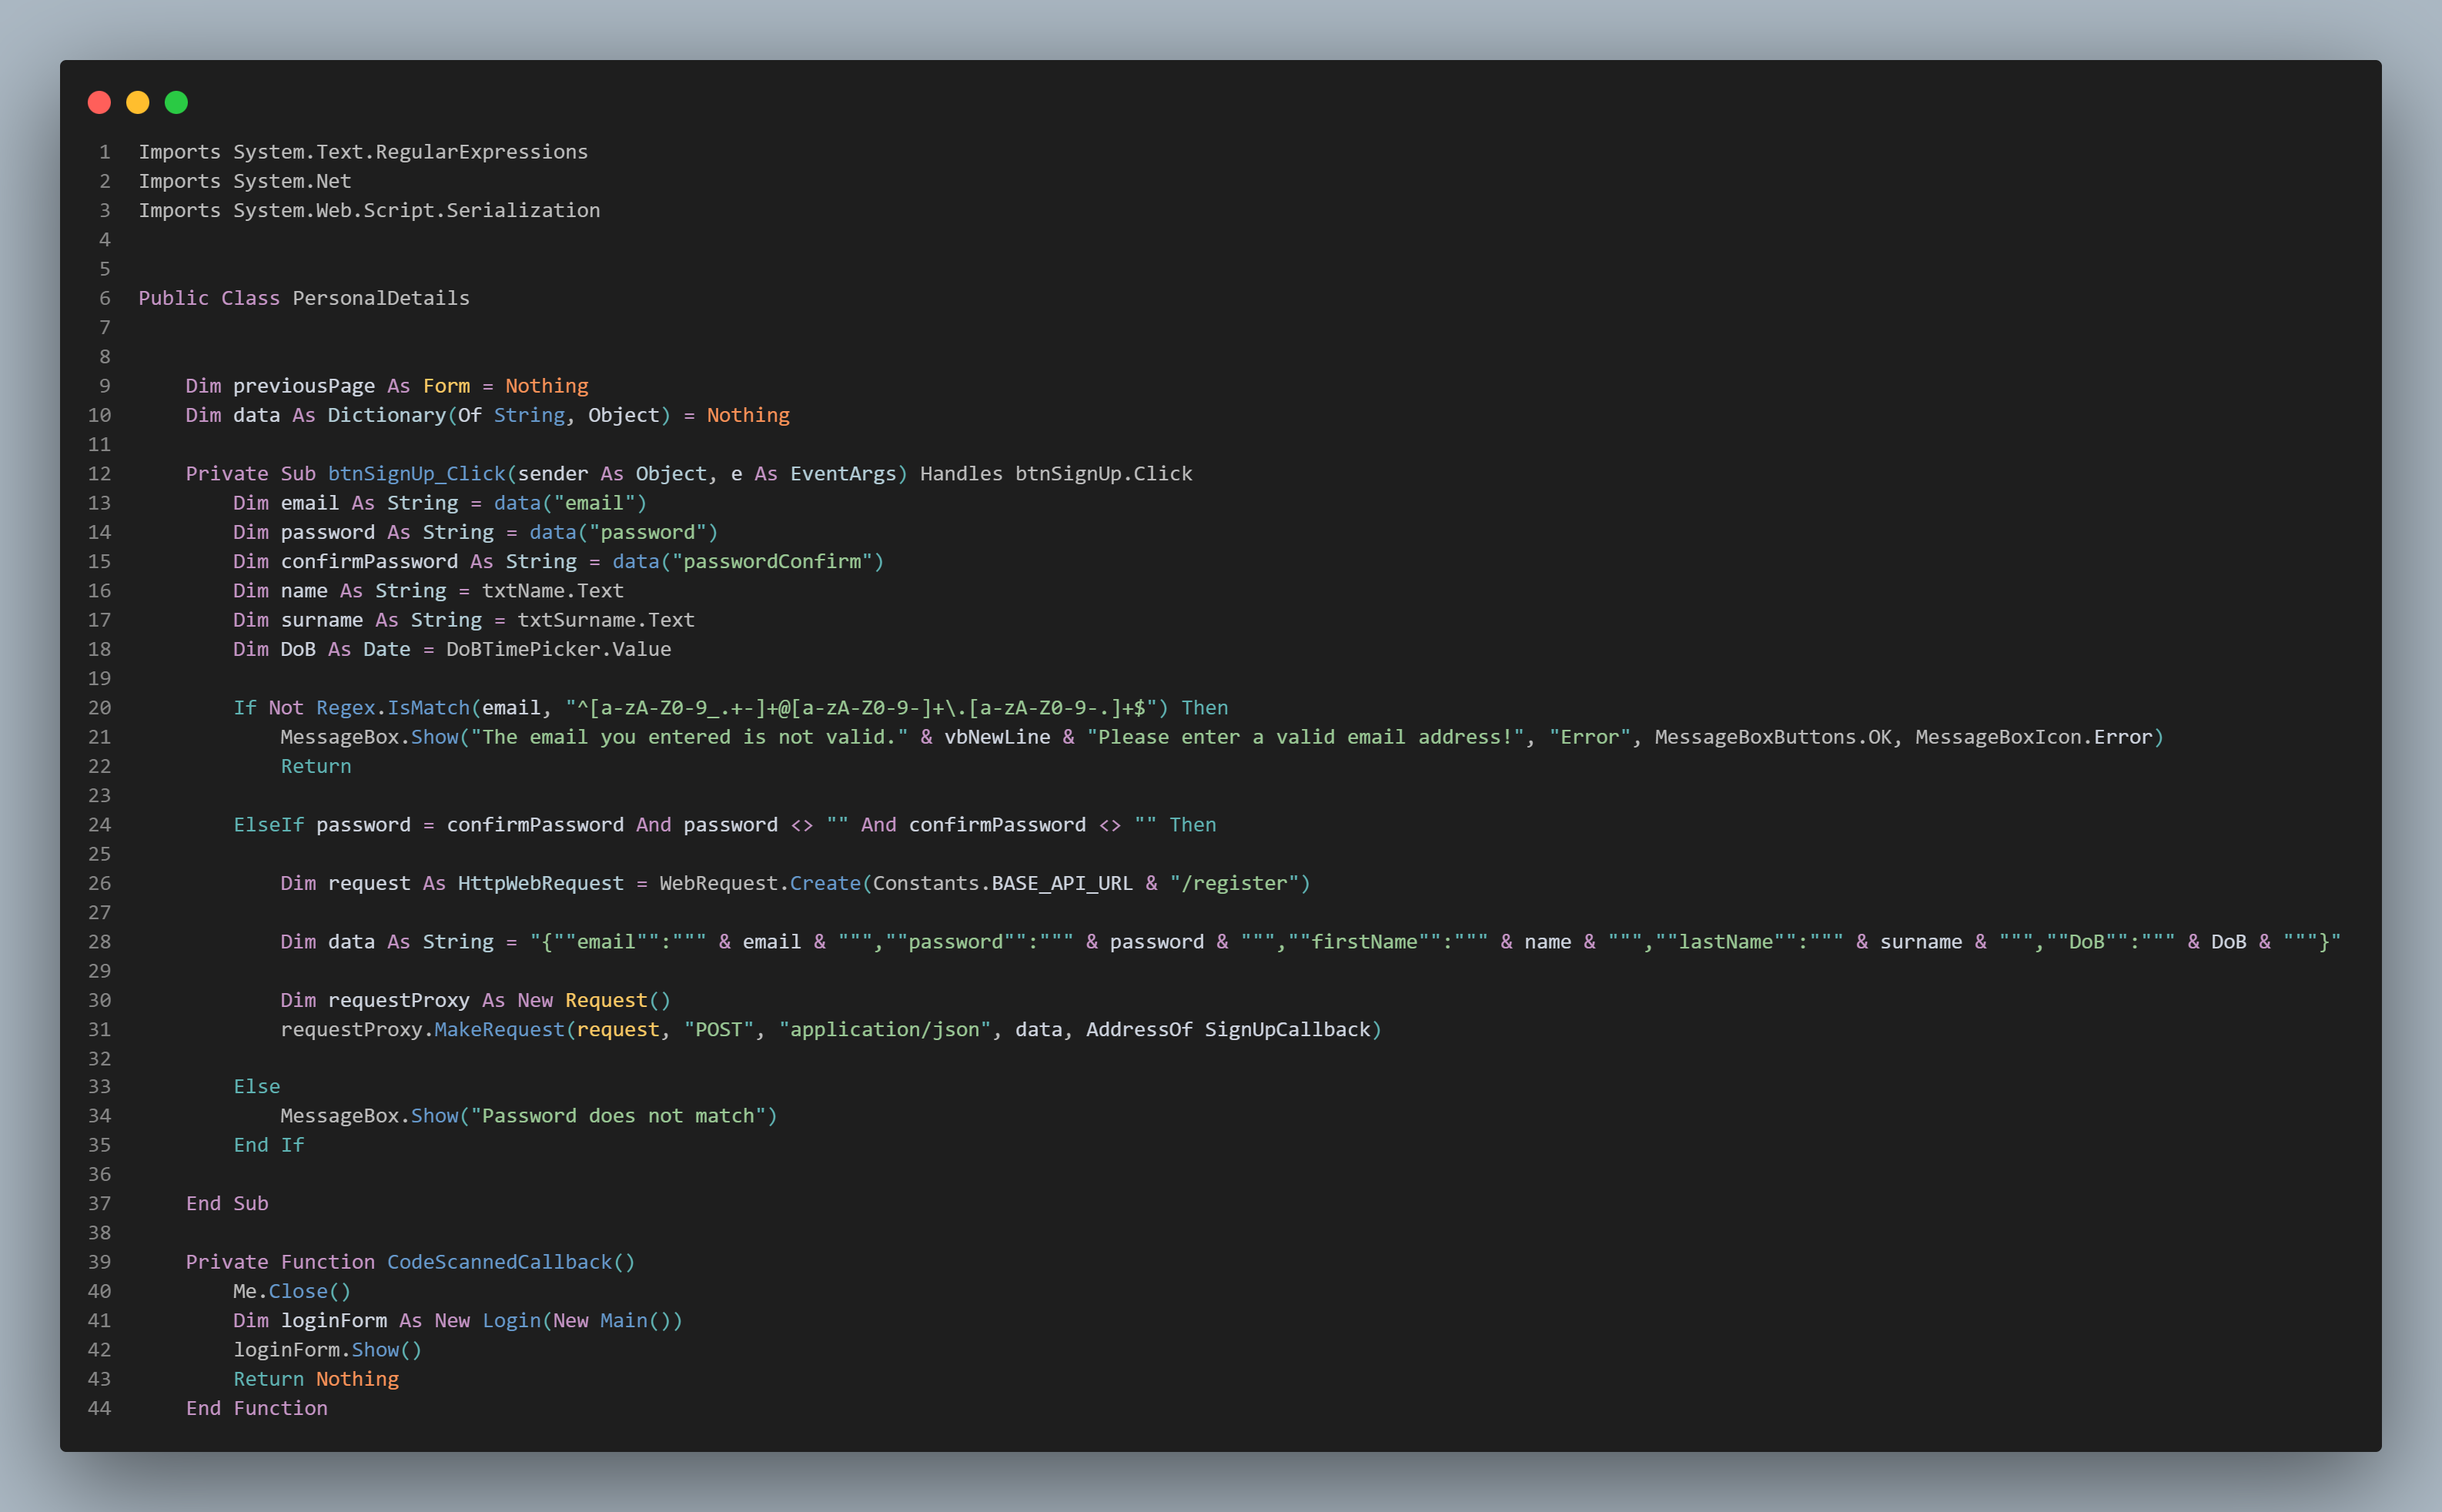 1 Imports System.Text.RegularExpressions
2 Imports System.Net
3 Imports System.Web.Script.Serialization
4
5
6 Public Class PersonalDetails
7
8
9     Dim previousPage As Form = Nothing
10     Dim data As Dictionary(Of String, Object) = Nothing
11
12     Private Sub btnSignUp_Click(sender As Object, e As EventArgs) Handles btnSignUp.Click
13         Dim email As String = data("email")
14         Dim password As String = data("password")
15         Dim confirmPassword As String = data("passwordConfirm")
16         Dim name As String = txtName.Text
17         Dim surname As String = txtSurname.Text
18         Dim DoB As Date = DoBTimePicker.Value
19
20         If Not Regex.IsMatch(email, "^[a-zA-Z0-9_.+-]+@[a-zA-Z0-9-]+\.[a-zA-Z0-9-.]+$") Then
21             MessageBox.Show("The email you entered is not valid." & vbNewLine & "Please enter a valid email address!", "Error", MessageBoxButtons.OK, MessageBoxIcon.Error)
22             Return
23
24         ElseIf password = confirmPassword And password <> "" And confirmPassword <> "" Then
25
26             Dim request As HttpWebRequest = WebRequest.Create(Constants.BASE_API_URL & "/register")
27
28             Dim data As String = "{""email"":""" & email & """,""password"":""" & password & """,""firstName"":""" & name & """,""lastName"":""" & surname & """,""DoB"":""" & DoB & """}"
29
30             Dim requestProxy As New Request()
31             requestProxy.MakeRequest(request, "POST", "application/json", data, AddressOf SignUpCallback)
32
33         Else
34             MessageBox.Show("Password does not match")
35         End If
36
37     End Sub
38
39     Private Function CodeScannedCallback()
40         Me.Close()
41         Dim loginForm As New Login(New Main())
42         loginForm.Show()
43         Return Nothing
44     End Function